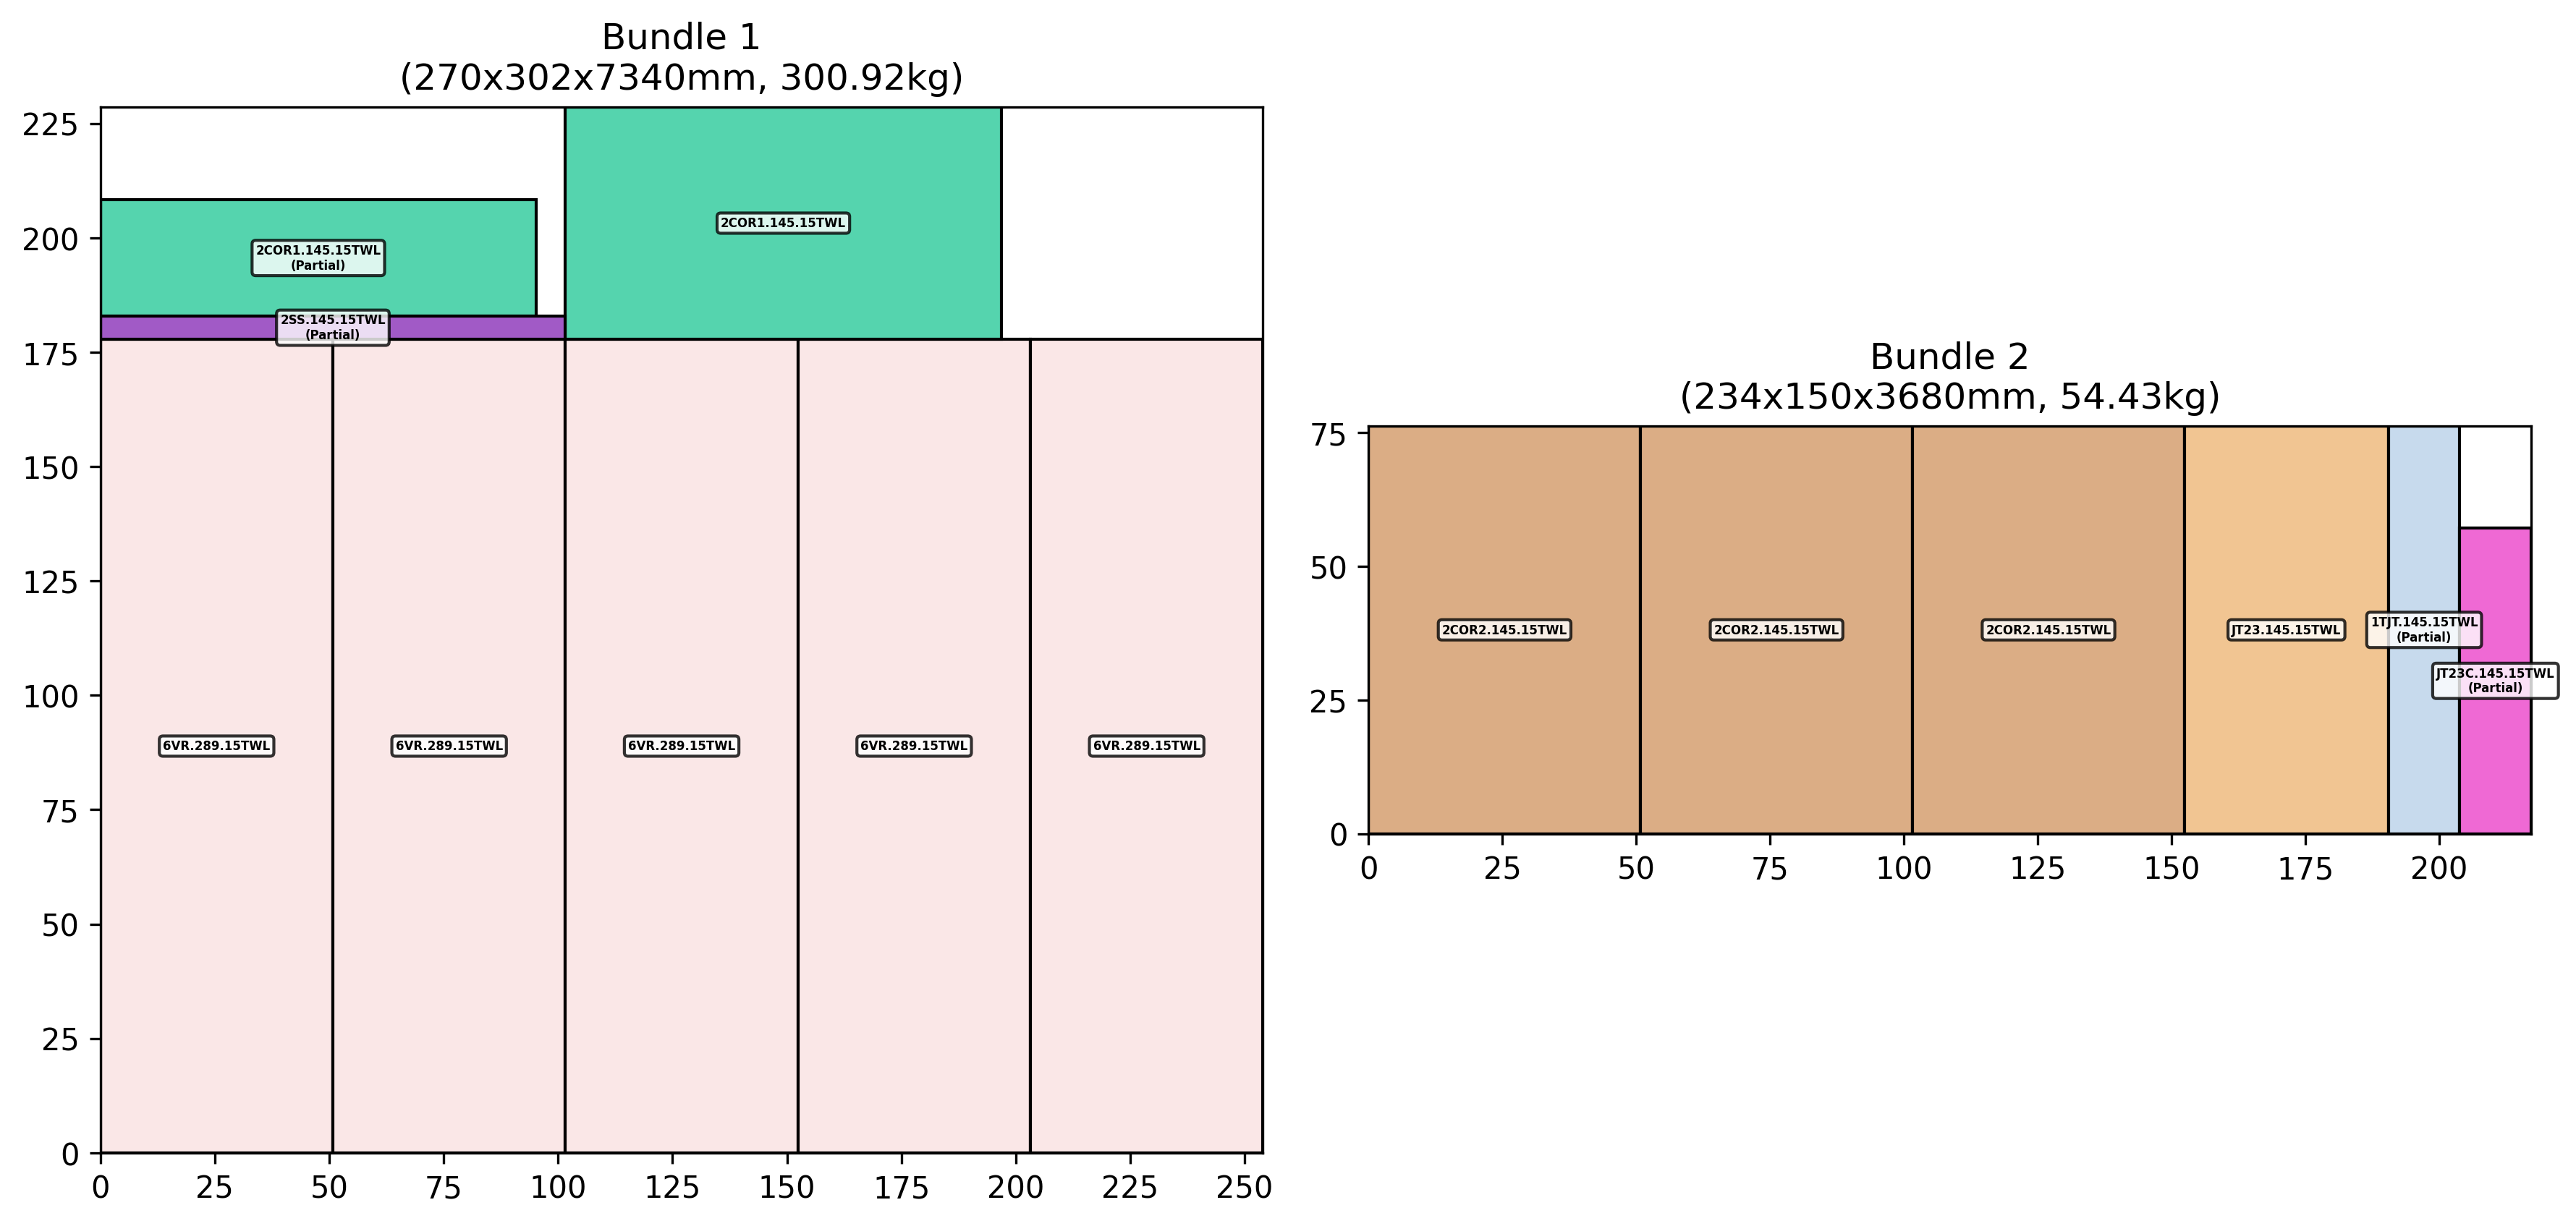 Bundle 1
(270x302x7340mm, 300.92kg)
225
200
175
150
125
100
75
50
25
0
2COR1.145.15TWL
2COR1.145.15TWL
(Partial)
2SS.145.15TWL
(Partial)
6VR.289.15TWL
6VR.289.15TWL
6VR.289.15TWL
6VR.289.15TWL
6VR.289.15TWL
0 25 50 75 100 125 150 175 200 225 250
Bundle 2
(234x150x3680mm, 54.43kg)
75
50
25
0
2COR2.145.15TWL
2COR2.145.15TWL
2COR2.145.15TWL
JT23.145.15TWL
1TJT.145.15TWL
(Partial)
JT23C.145.15TWL
(Partial)
0 25 50 75 100 125 150 175 200